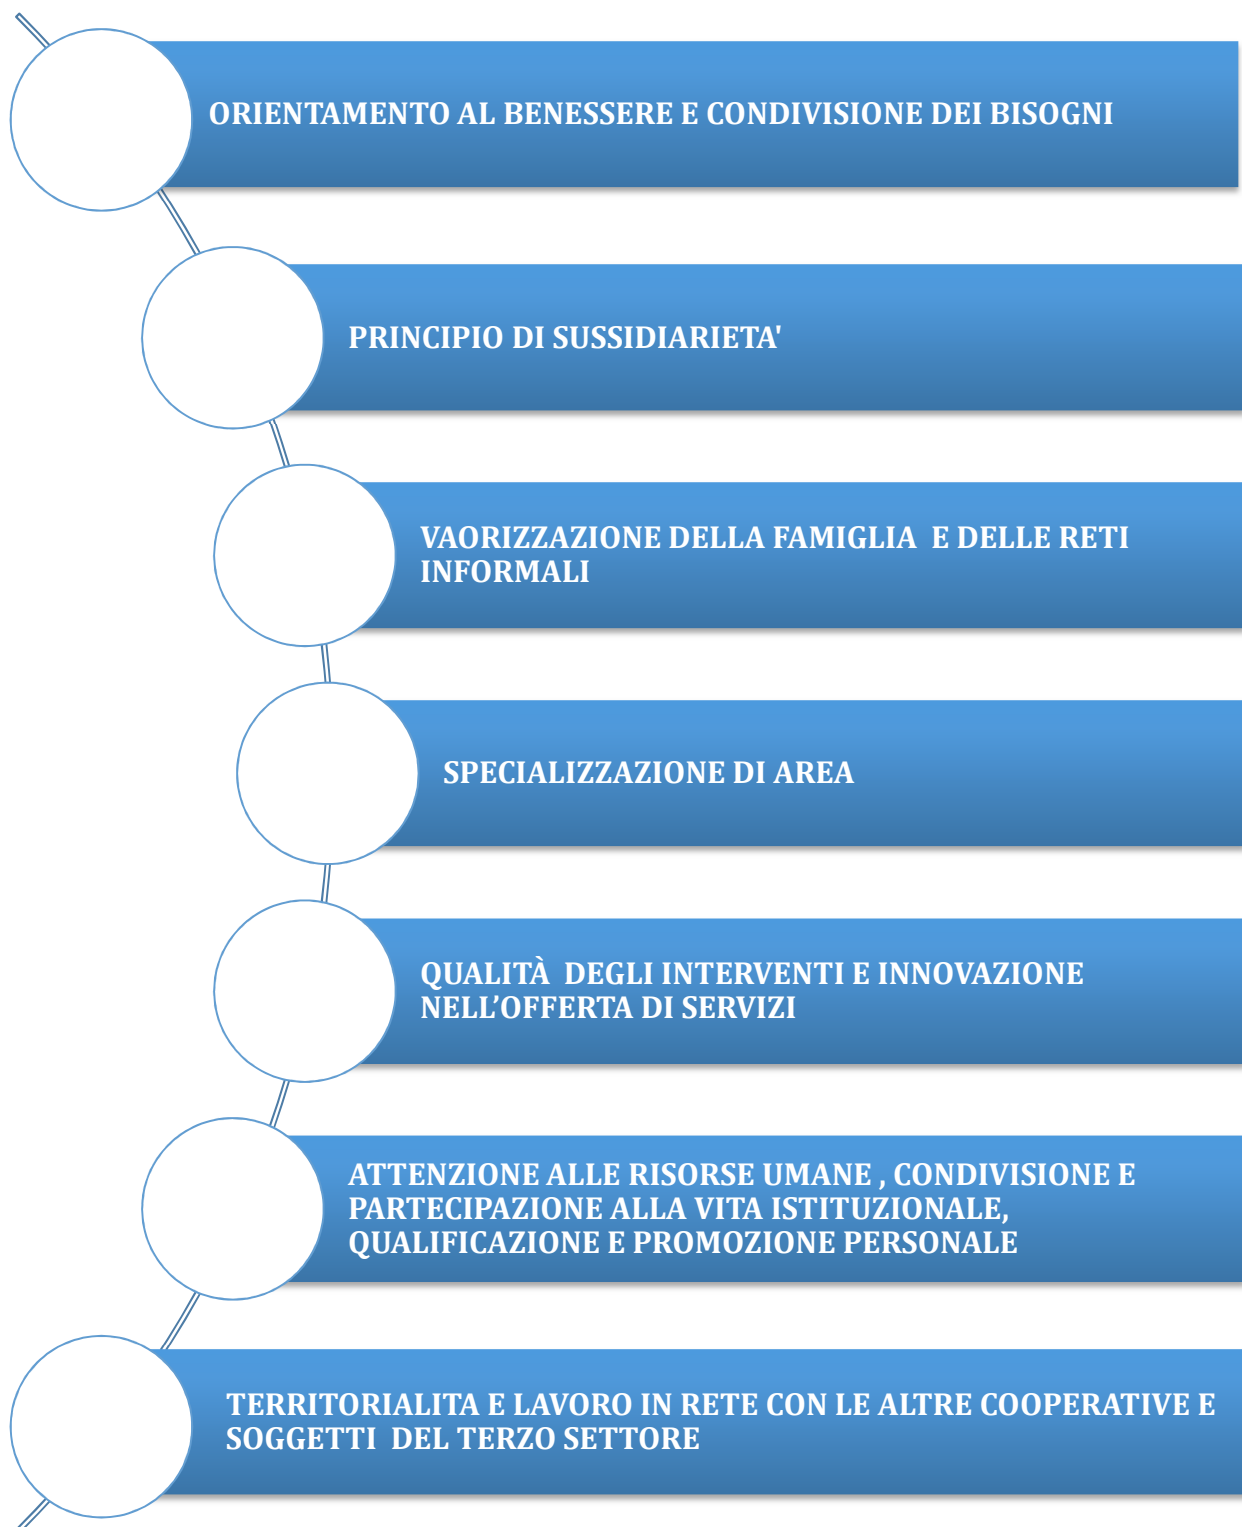 ORIENTAMENTO AL BENESSERE E CONDIVISIONE DEI BISOGNI
PRINCIPIO DI SUSSIDIARIETA'
VAORIZZAZIONE DELLA FAMIGLIA  E DELLE RETI
INFORMALI
SPECIALIZZAZIONE DI AREA
QUALITÀ  DEGLI INTERVENTI E INNOVAZIONE
NELL’OFFERTA DI SERVIZI
ATTENZIONE ALLE RISORSE UMANE , CONDIVISIONE E
PARTECIPAZIONE ALLA VITA ISTITUZIONALE,
QUALIFICAZIONE E PROMOZIONE PERSONALE
TERRITORIALITA E LAVORO IN RETE CON LE ALTRE COOPERATIVE E
SOGGETTI  DEL TERZO SETTORE